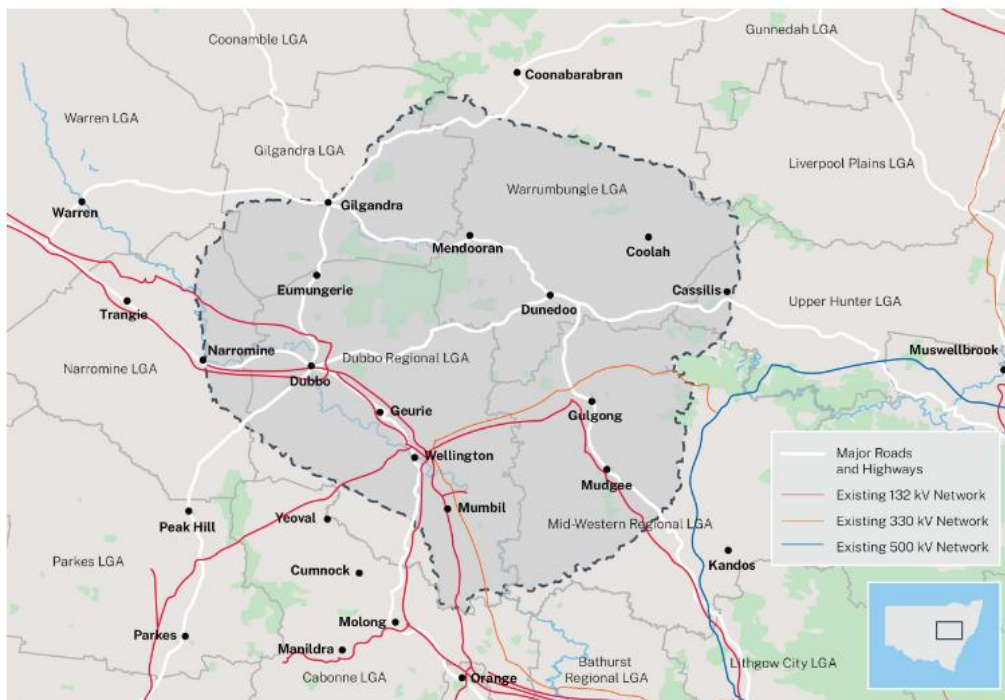 Coonamble LGA
Gunnedah LGA
Coonabarabran
Warren LGA
Gilgandra LGA
Liverpool Plains LGA
Warrumbungle LGA
Warren
Gilgandra
Mendooran
Coolah
Eumungerie
Cassilis
Trangie
Dunedoo
Upper Hunter LGA
Narromine
Dubbo Regional LGA
Muswellbrook
Narromine LGA
Dubbo
Geurie
Gulgong
Wellington
Major Roads
and Highways
Mudgee
Existing 132 kV Network
Peak Hill
Yeoval
Mumbil
Mid-Western Regional LGA
Existing 330 kV Network
Parkes LGA
Kandos
Existing 500 kV Network
Cumnock
Molong
Parkes
Manildra
Cabonne LGA
Orange
Bathurst
Regional LGA
Lithgow City LGA